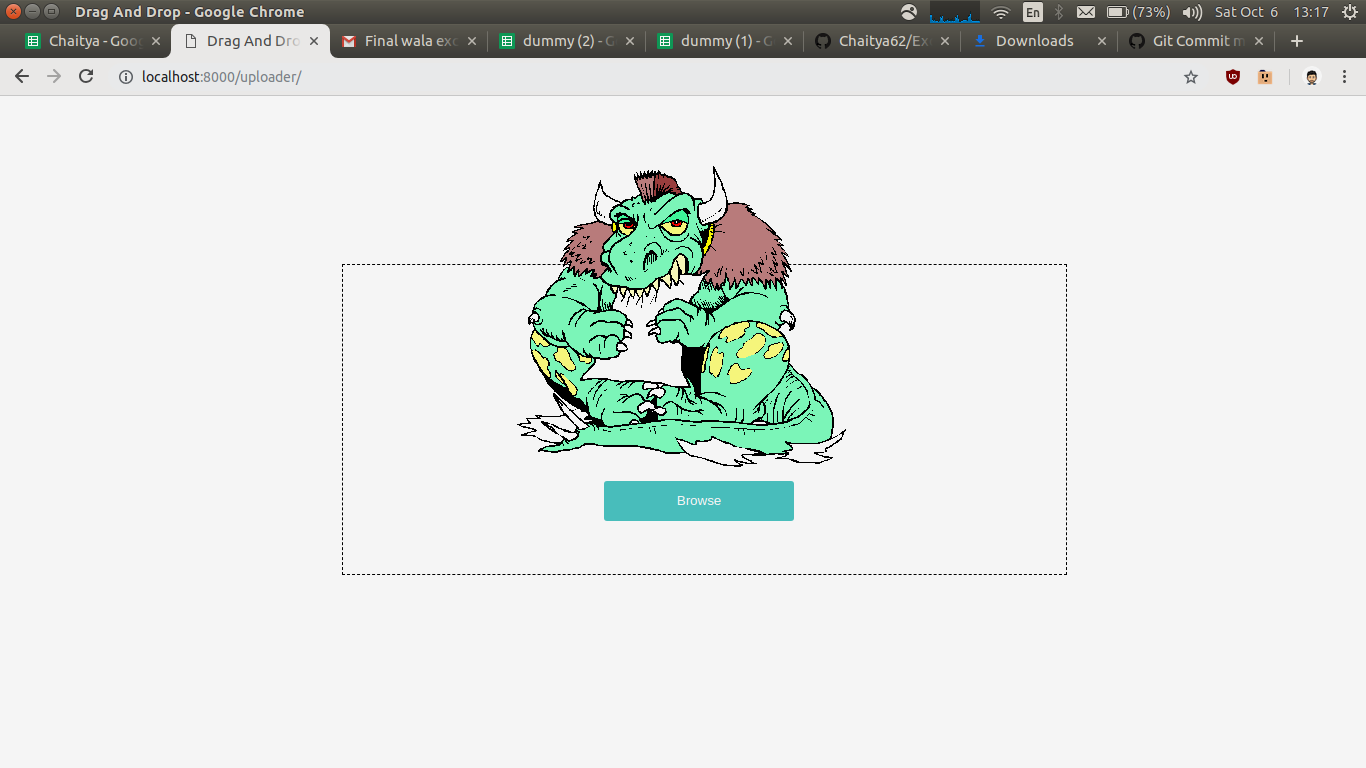 Drag And Drop - Google Chrome
En (73%) Sat Oct 6 13:17
Chaitya - Goo Drag And Dro Final wala exc dummy (2) - G dummy (1) - G Chaitya62/Exc Downloads Git Commit m
localhost:8000/uploader/
Browse